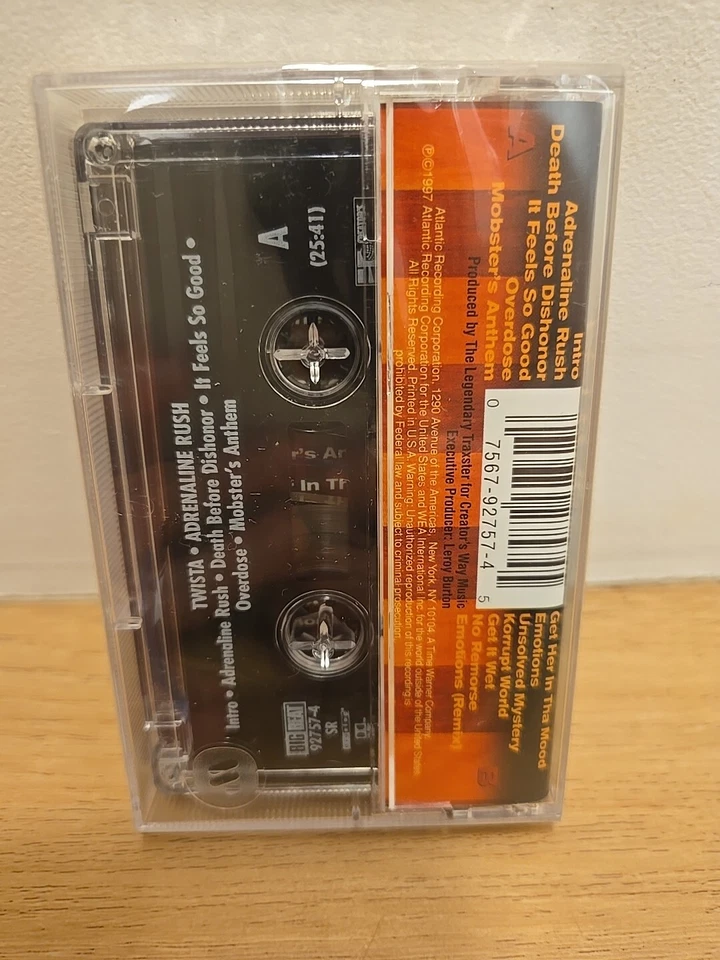 Intro
Adrenaline Rush
Death Before Dishonor
It Feels So Good
Overdose
Mobster's Anthem
A
Produced by The Legendary Traxster for Creator's Way Music
Executive Producer: Leroy Burton
Atlantic Recording Corporation, 1290 Avenue of the Americas, New York, NY 10104. A Time Warner Company.
℗©1997 Atlantic Recording Corporation for the United States and WEA International Inc. for the world outside of the United States.
All Rights Reserved. Printed in U.S.A. Warning: Unauthorized reproduction of this recording is
prohibited by Federal law and subject to criminal prosecution.
0 7567-92757-4 5
Get Her In Tha Mood
Emotions
Unsolved Mystery
Korrupt World
Get It Wet
No Remorse
Emotions (Remix)
B
TWISTA • ADRENALINE RUSH
Intro • Adrenaline Rush • Death Before Dishonor • It Feels So Good •
Overdose • Mobster's Anthem
A
(25:41)
r's An
In Th
BIG BEAT
92757-4
SR